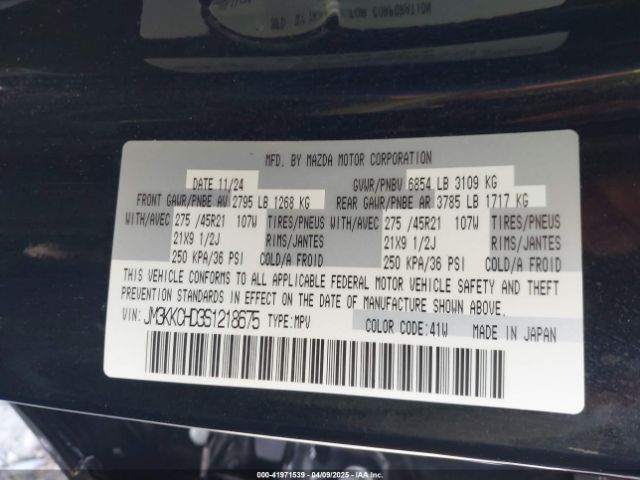 MFD. BY MAZDA MOTOR CORPORATION
DATE 11/24 GVWR/PNBV 6854 LB 3109 KG
FRONT GAWR/PNBE AV 2795 LB 1268 KG REAR GAWR/PNBE AR 3785 LB 1717 KG
WITH/AVEC 275 /45R21 107W TIRES/PNEUS WITH/AVEC 275 /45R21 107W TIRES/PNEUS
21X9 1/2J RIMS/JANTES 21X9 1/2J RIMS/JANTES
250 KPA/36 PSI COLD/A FROID 250 KPA/36 PSI COLD/A FROID
THIS VEHICLE CONFORMS TO ALL APPLICABLE FEDERAL MOTOR VEHICLE SAFETY AND THEFT
PREVENTION STANDARDS IN EFFECT ON THE DATE OF MANUFACTURE SHOWN ABOVE.
VIN: JM3KKCHD3S1218675 TYPE:MPV COLOR CODE:41W MADE IN JAPAN
000-41971539 | 04/09/2025 | IAAI.COM